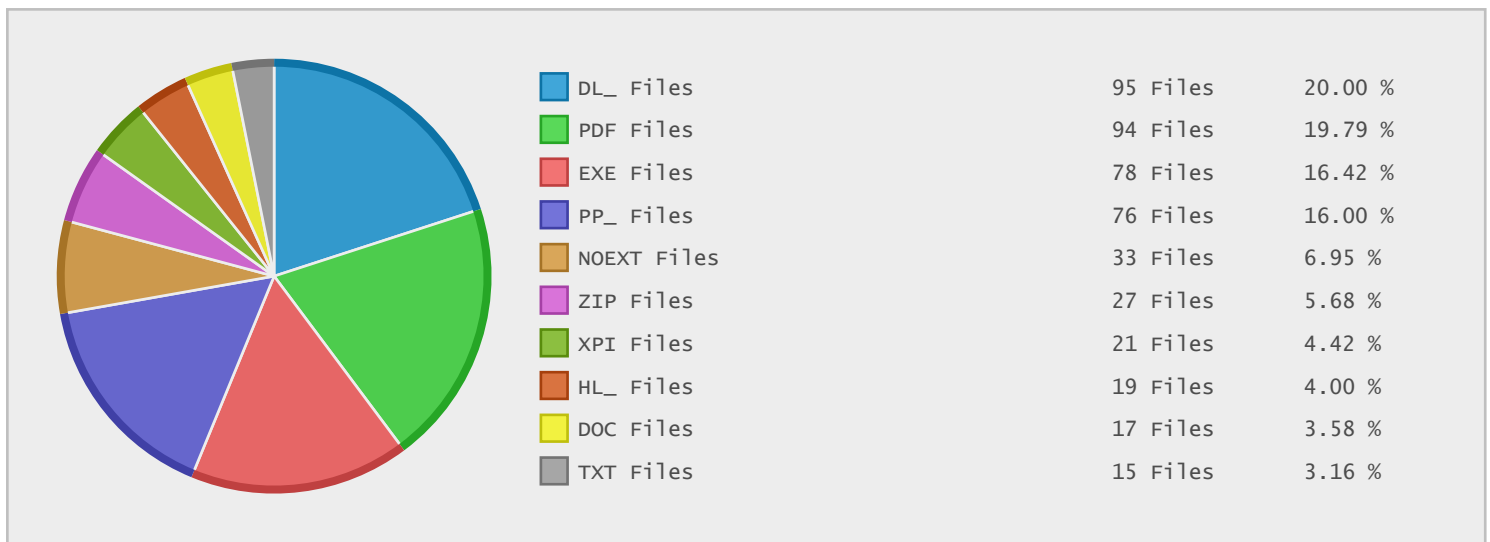 DL_ Files 95 Files 20.00 %
PDF Files 94 Files 19.79 %
EXE Files 78 Files 16.42 %
PP_ Files 76 Files 16.00 %
NOEXT Files 33 Files 6.95 %
ZIP Files 27 Files 5.68 %
XPI Files 21 Files 4.42 %
HL_ Files 19 Files 4.00 %
DOC Files 17 Files 3.58 %
TXT Files 15 Files 3.16 %